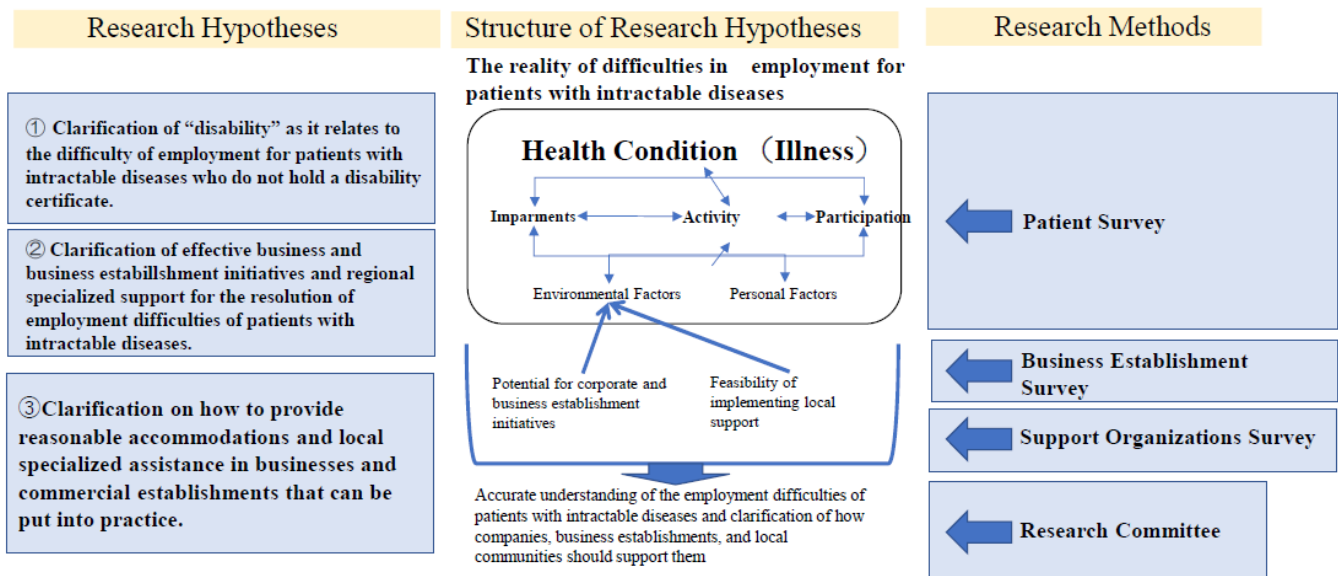 Research Hypotheses
① Clarification of “disability” as it relates to
the difficulty of employment for patients with
intractable diseases who do not hold a disability
certificate.
② Clarification of effective business and
business estabillshment initiatives and regional
specialized support for the resolution of
employment difficulties of patients with
intractable diseases.
③Clarification on how to provide
reasonable accommodations and local
specialized assistance in businesses and
commercial establishments that can be
put into practice.
Structure of Research Hypotheses
The reality of difficulties in employment for
patients with intractable diseases
Health Condition （Illness）
Imparments Activity Participation
Environmental Factors Personal Factors
Potential for corporate and
business establishment
initiatives
Feasibility of
implementing local
support
Accurate understanding of the employment difficulties of
patients with intractable diseases and clarification of how
companies, business establishments, and local
communities should support them
Research Methods
Patient Survey
Business Establishment
Survey
Support Organizations Survey
Research Committee